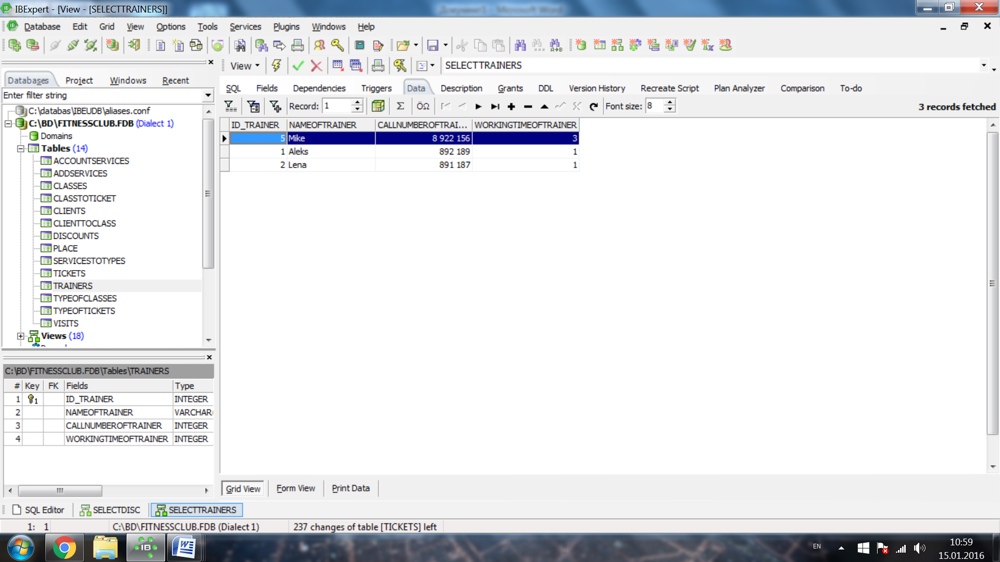 IBExpert - [View - [SELECTTRAINERS]]
Документ1 - Microsoft Word
Database Edit Grid View Options Tools Services Plugins Windows Help
View SELECTTRAINERS
Databases Project Windows Recent
SQL Fields Dependencies Triggers Data Description Grants DDL Version History Recreate Script Plan Analyzer Comparison To-do
Enter filter string
Record: 1 Σ ÖΩ Font size: 8 3 records fetched
C:\databas\IBEUDB\aliases.conf
C:\BD\FITNESSCLUB.FDB (Dialect 1)
Domains
Tables (14)
ACCOUNTSERVICES
ADDSERVICES
CLASSES
CLASSTOTICKET
CLIENTS
CLIENTTOCLASS
DISCOUNTS
PLACE
SERVICESTOTYPES
TICKETS
TRAINERS
TYPEOFCLASSES
TYPEOFTICKETS
VISITS
Views (18)
ID_TRAINER NAMEOFTRAINER CALLNUMBEROFTRAI... WORKINGTIMEOFTRAINER
5 Mike 8 922 156 3
1 Aleks 892 189 1
2 Lena 891 187 1
C:\BD\FITNESSCLUB.FDB\Tables\TRAINERS
# Key FK Fields Type
1 1 ID_TRAINER INTEGER
2 NAMEOFTRAINER VARCHAR(
3 CALLNUMBEROFTRAINER INTEGER
4 WORKINGTIMEOFTRAINER INTEGER
Grid View Form View Print Data
SQL Editor SELECTDISC SELECTTRAINERS
1: 1 C:\BD\FITNESSCLUB.FDB (Dialect 1) 237 changes of table [TICKETS] left
IB EN 10:59
15.01.2016